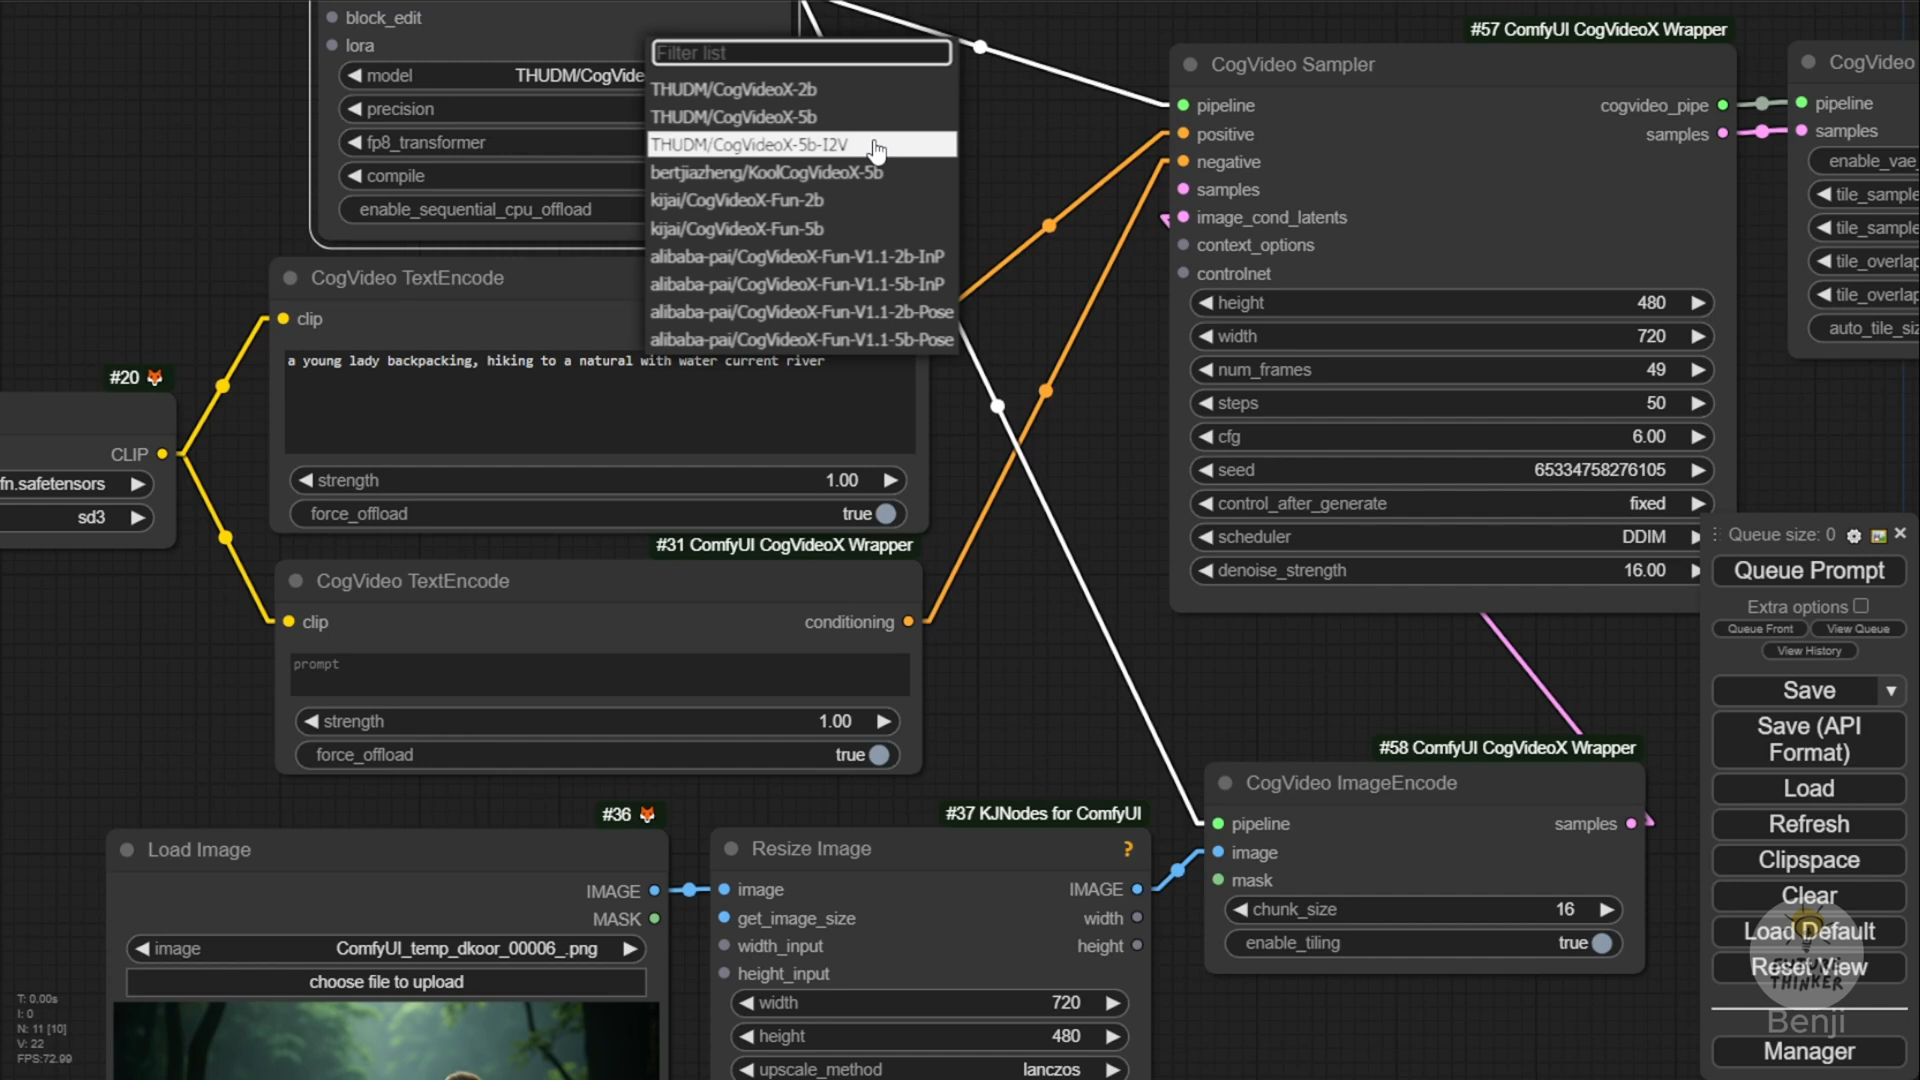 block_edit
lora
model THUDM/CogVide
precision
fp8_transformer
compile
enable_sequential_cpu_offload
Filter list
THUDM/CogVideoX-2b
THUDM/CogVideoX-5b
THUDM/CogVideoX-5b-I2V
bertjiazheng/KoolCogVideoX-5b
kijai/CogVideoX-Fun-2b
kijai/CogVideoX-Fun-5b
alibaba-pai/CogVideoX-Fun-V1.1-2b-InP
alibaba-pai/CogVideoX-Fun-V1.1-5b-InP
alibaba-pai/CogVideoX-Fun-V1.1-2b-Pose
alibaba-pai/CogVideoX-Fun-V1.1-5b-Pose
#20
CLIP
fn.safetensors
sd3
CogVideo TextEncode
clip
a young lady backpacking, hiking to a natural with water current river
strength 1.00
force_offload true
#31 ComfyUI CogVideoX Wrapper
CogVideo TextEncode
clip conditioning
prompt
strength 1.00
force_offload true
#57 ComfyUI CogVideoX Wrapper
CogVideo Sampler
pipeline cogvideo_pipe
positive samples
negative
samples
image_cond_latents
context_options
controlnet
height 480
width 720
num_frames 49
steps 50
cfg 6.00
seed 65334758276105
control_after_generate fixed
scheduler DDIM
denoise_strength 16.00
CogVideo
pipeline
samples
enable_vae_
tile_sample
tile_sample
tile_overlap
tile_overlap
auto_tile_siz
#36
Load Image
IMAGE
MASK
image ComfyUI_temp_dkoor_00006_.png
choose file to upload
#37 KJNodes for ComfyUI
Resize Image ?
image IMAGE
get_image_size width
width_input height
height_input
width 720
height 480
upscale_method lanczos
#58 ComfyUI CogVideoX Wrapper
CogVideo ImageEncode
pipeline samples
image
mask
chunk_size 16
enable_tiling true
Queue size: 0
Queue Prompt
Extra options
Queue Front View Queue
View History
Save
Save (API
Format)
Load
Refresh
Clipspace
Clear
Load Default
Reset View
FUTURE
THINKER
Benji
Manager
T: 0.00s
I: 0
N: 11 [10]
V: 22
FPS:72.99